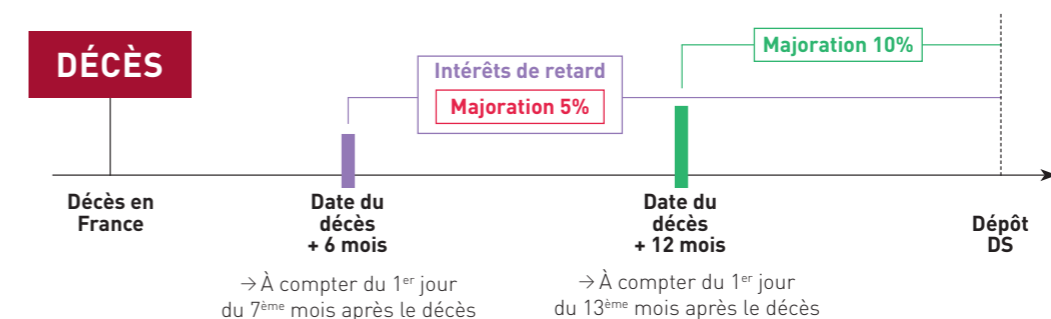 DÉCÈS
Majoration 10%
Intérêts de retard
Majoration 5%
Décès en
France
Date du
décès
+ 6 mois
→ À compter du 1er jour
du 7ème mois après le décès
Date du
décès
+ 12 mois
→ À compter du 1er jour
du 13ème mois après le décès
Dépôt
DS